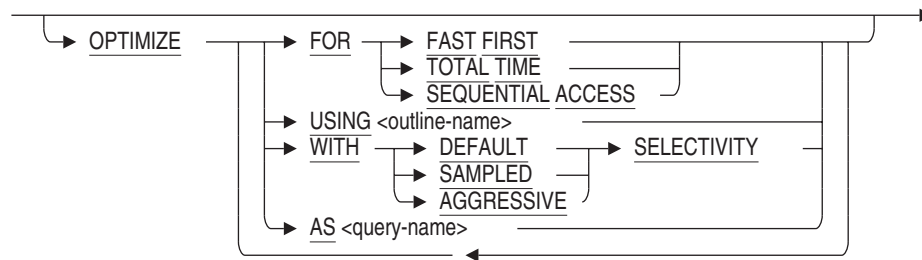 OPTIMIZE FOR FAST FIRST
TOTAL TIME
SEQUENTIAL ACCESS
USING <outline-name>
WITH DEFAULT SELECTIVITY
SAMPLED
AGGRESSIVE
AS <query-name>